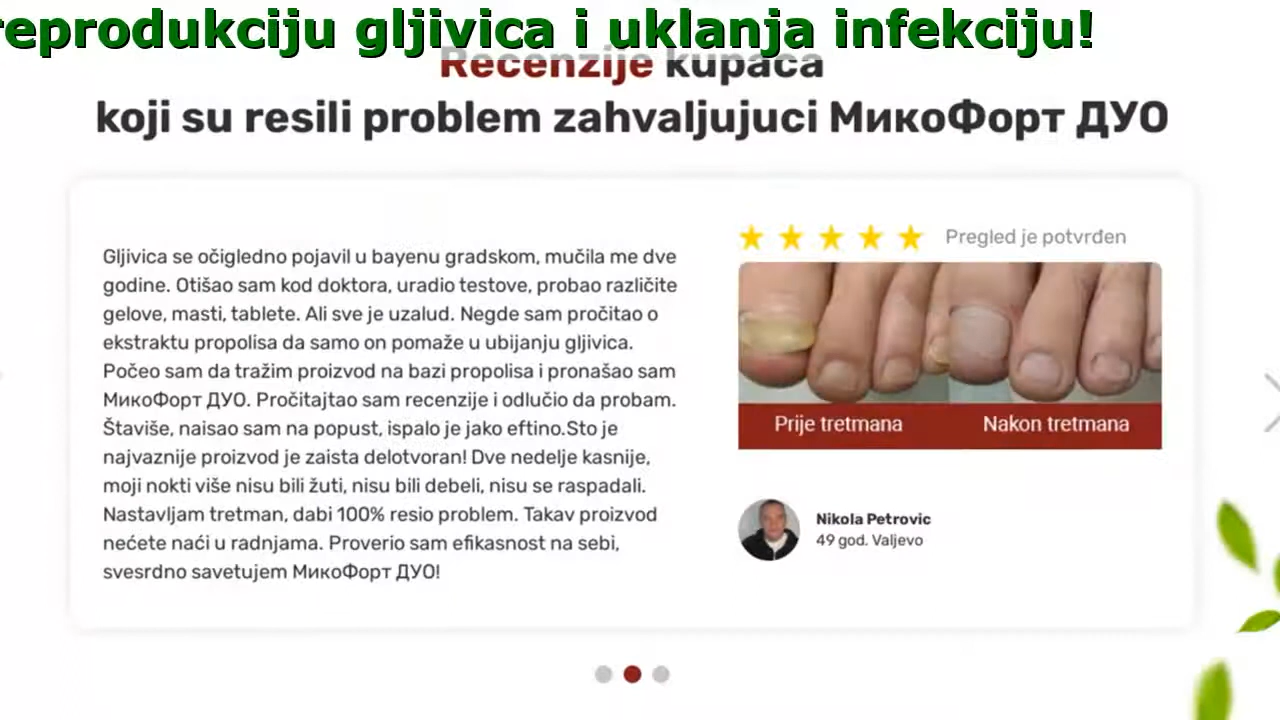 reprodukciju gljivica i uklanja infekciju!
Recenzije kupaca
koji su resili problem zahvaljujuci МикоФорт ДУО
Gljivica se očigledno pojavil u bayenu gradskom, mučila me dve
godine. Otišao sam kod doktora, uradio testove, probao različite
gelove, masti, tablete. Ali sve je uzalud. Negde sam pročitao o
ekstraktu propolisa da samo on pomaže u ubijanju gljivica.
Počeo sam da tražim proizvod na bazi propolisa i pronašao sam
МикоФорт ДУО. Pročitajtao sam recenzije i odlučio da probam.
Štaviše, naisao sam na popust, ispalo je jako eftino.Sto je
najvaznije proizvod je zaista delotvoran! Dve nedelje kasnije,
moji nokti više nisu bili žuti, nisu bili debeli, nisu se raspadali.
Nastavljam tretman, dabi 100% resio problem. Takav proizvod
nećete naći u radnjama. Proverio sam efikasnost na sebi,
svesrdno savetujem МикоФорт ДУО!
Pregled je potvrđen
Prije tretmana
Nakon tretmana
Nikola Petrovic
49 god. Valjevo